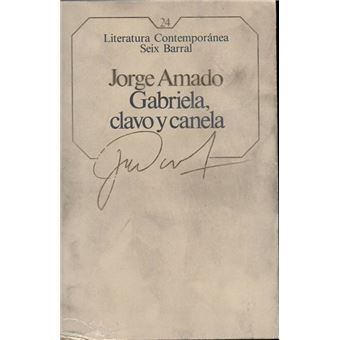 24
Literatura Contemporánea
Seix Barral
Jorge Amado
Gabriela,
clavo y canela